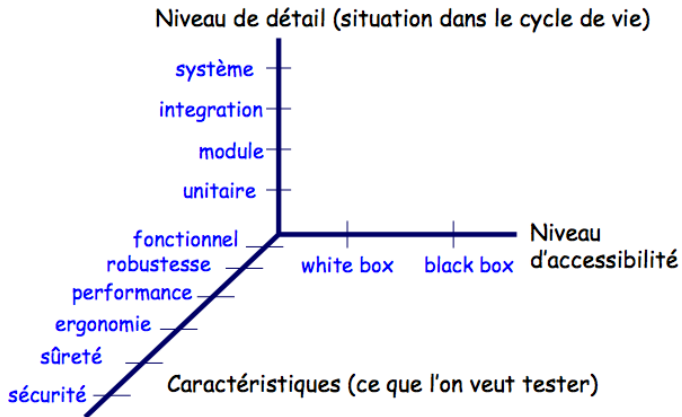 Niveau de détail (situation dans le cycle de vie)
système
integration
module
unitaire
fonctionnel
robustesse
performance
ergonomie
sûreté
sécurité
white box
black box
Niveau
d'accessibilité
Caractéristiques (ce que l'on veut tester)